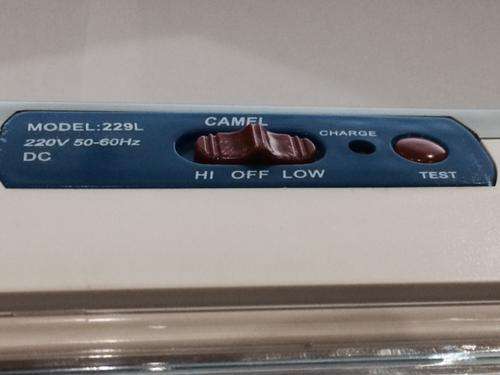 MODEL:229L
220V 50-60Hz
DC
CAMEL
HI OFF LOW
CHARGE
TEST